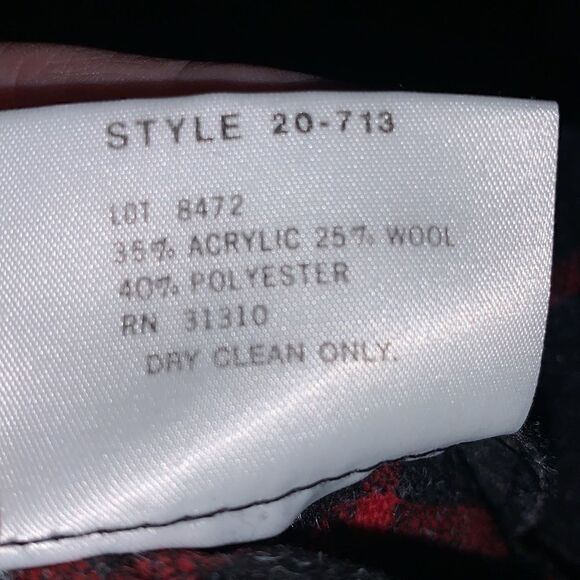 STYLE 20-713
LOT 8472
35% ACRYLIC 25% WOOL
40% POLYESTER
RN 31310
DRY CLEAN ONLY.